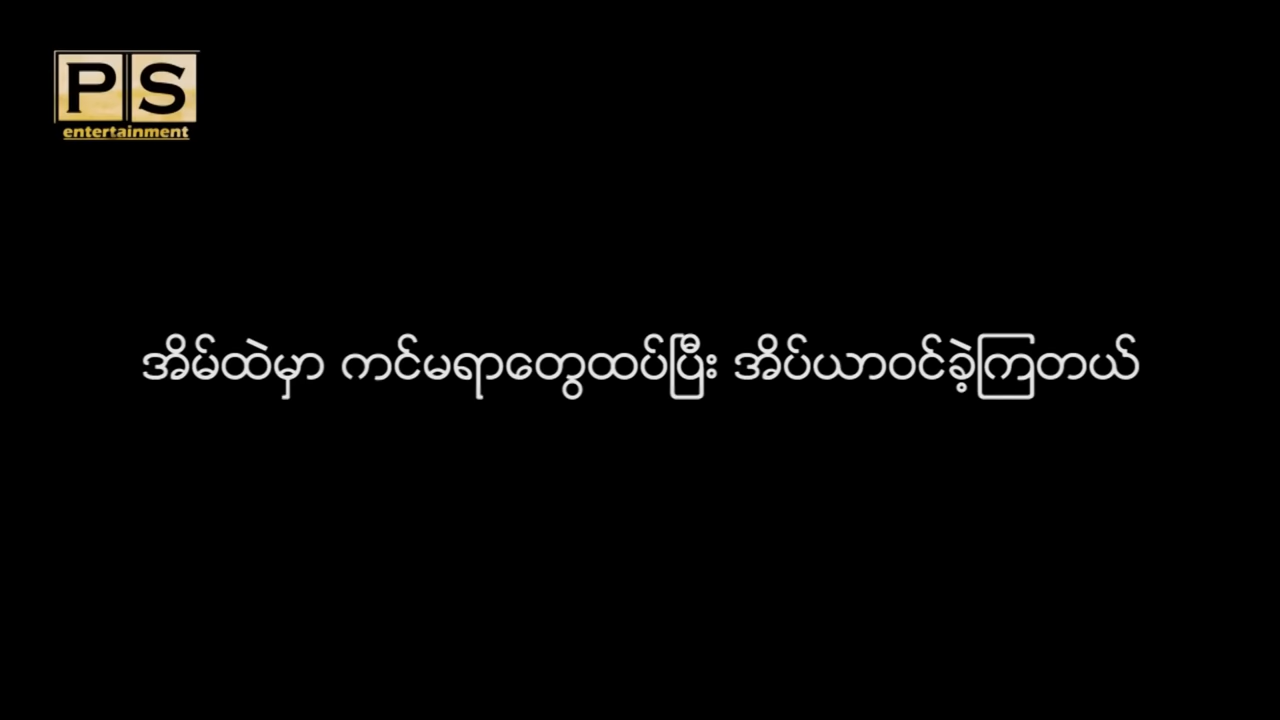 PS
entertainment
အိမ်ထဲမှာ ကင်မရာတွေထပ်ပြီး အိပ်ယာဝင်ခဲ့ကြတယ်